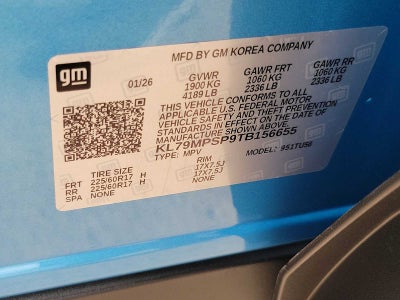 gm
MFD BY GM KOREA COMPANY
01/26
GVWR GAWR FRT GAWR RR
1900 KG 1060 KG 1060 KG
4189 LB 2336 LB 2336 LB
THIS VEHICLE CONFORMS TO ALL
APPLICABLE U.S. FEDERAL MOTOR
VEHICLE SAFETY AND THEFT PREVENTION
STANDARDS IN EFFECT ON THE DATE OF
MANUFACTURE SHOWN ABOVE.
KL79MPSP9TB156655
TYPE: MPV MODEL: 9S1TUS6
TIRE SIZE RIM
FRT 225/60R17 H 17X7.5J
RR 225/60R17 H 17X7.5J
SPA NONE NONE